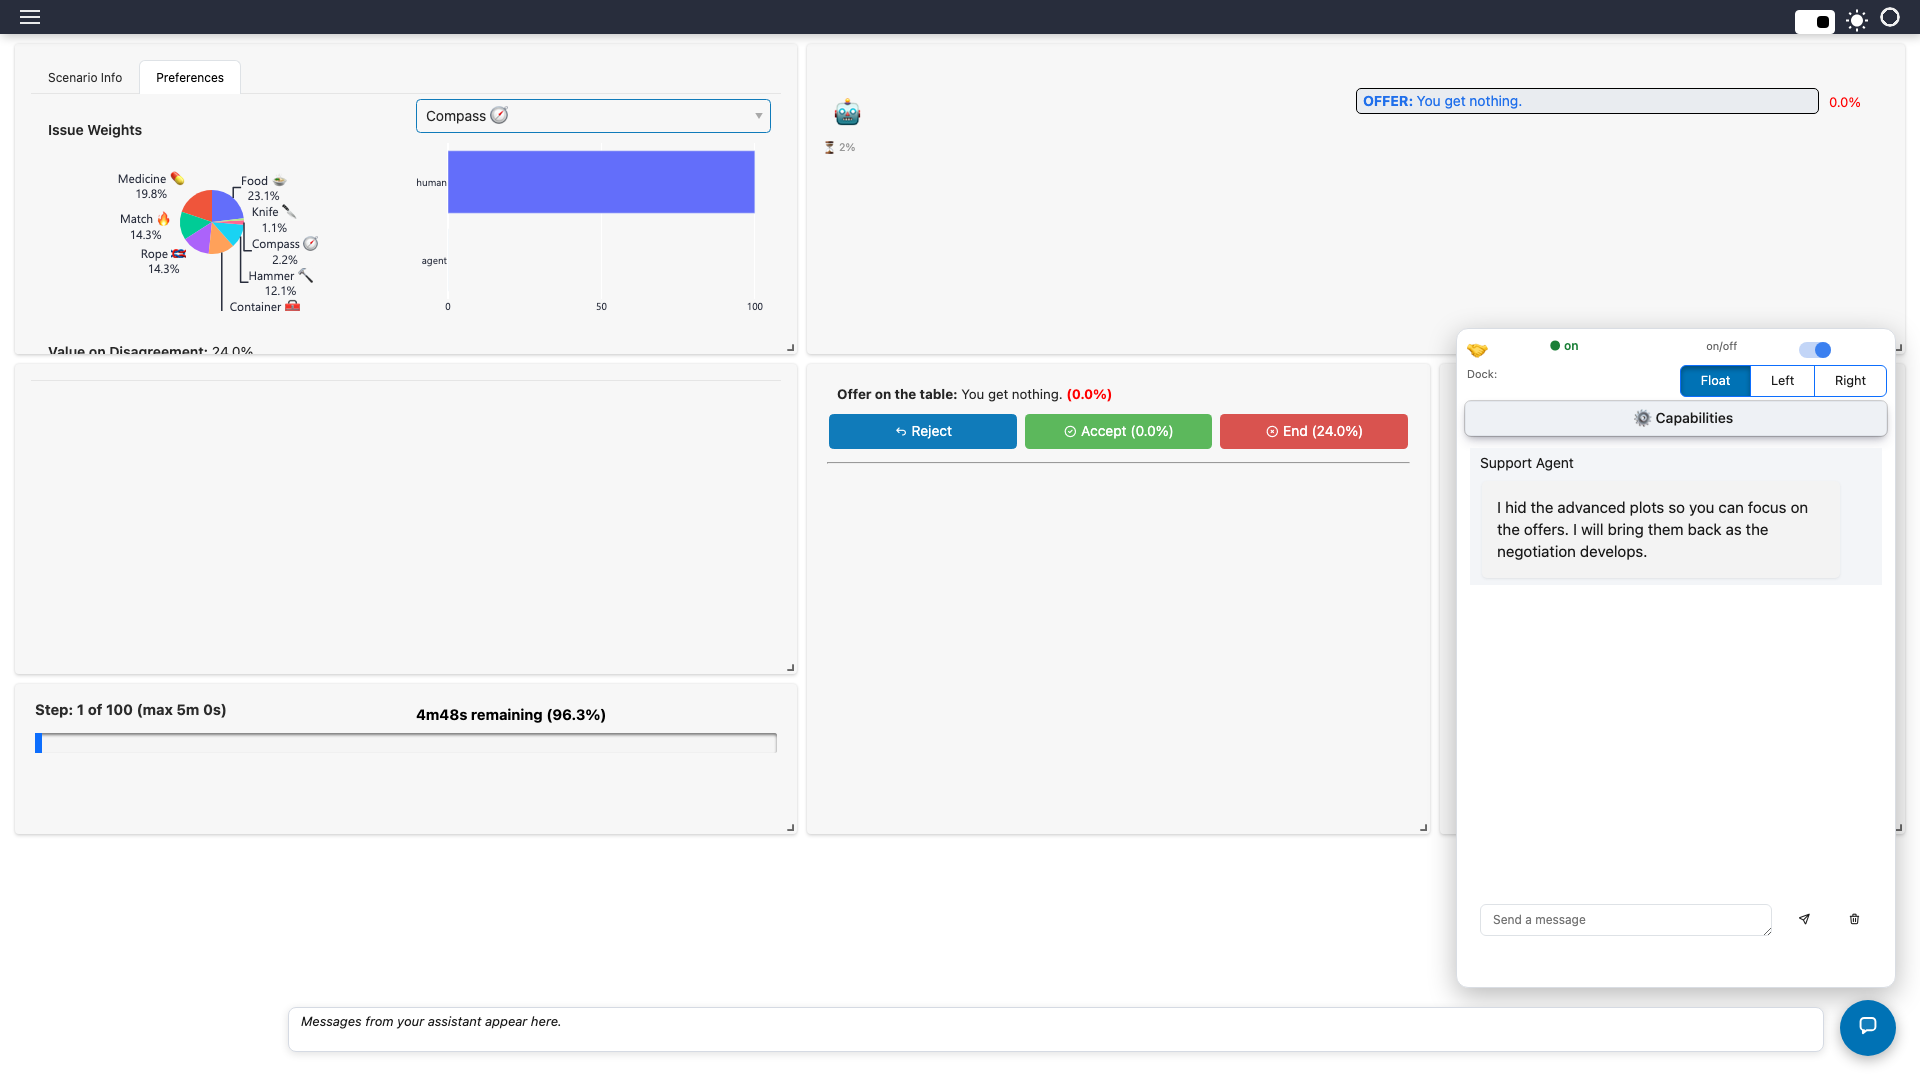 Scenario Info
Preferences
Issue Weights
Compass 🧭
Medicine 💊
19.8%
Food 🥗
23.1%
Knife 🔪
1.1%
Match 🔥
14.3%
Compass 🧭
2.2%
Rope 🪢
14.3%
Hammer 🔨
12.1%
Container 🧰
human
agent
0
50
100
Value on Disagreement: 24.0%
OFFER: You get nothing.
0.0%
⏳ 2%
Offer on the table: You get nothing. (0.0%)
Reject
Accept (0.0%)
End (24.0%)
Step: 1 of 100 (max 5m 0s)
4m48s remaining (96.3%)
on
on/off
Dock:
Float
Left
Right
⚙️ Capabilities
Support Agent
I hid the advanced plots so you can focus on
the offers. I will bring them back as the
negotiation develops.
Send a message
Messages from your assistant appear here.